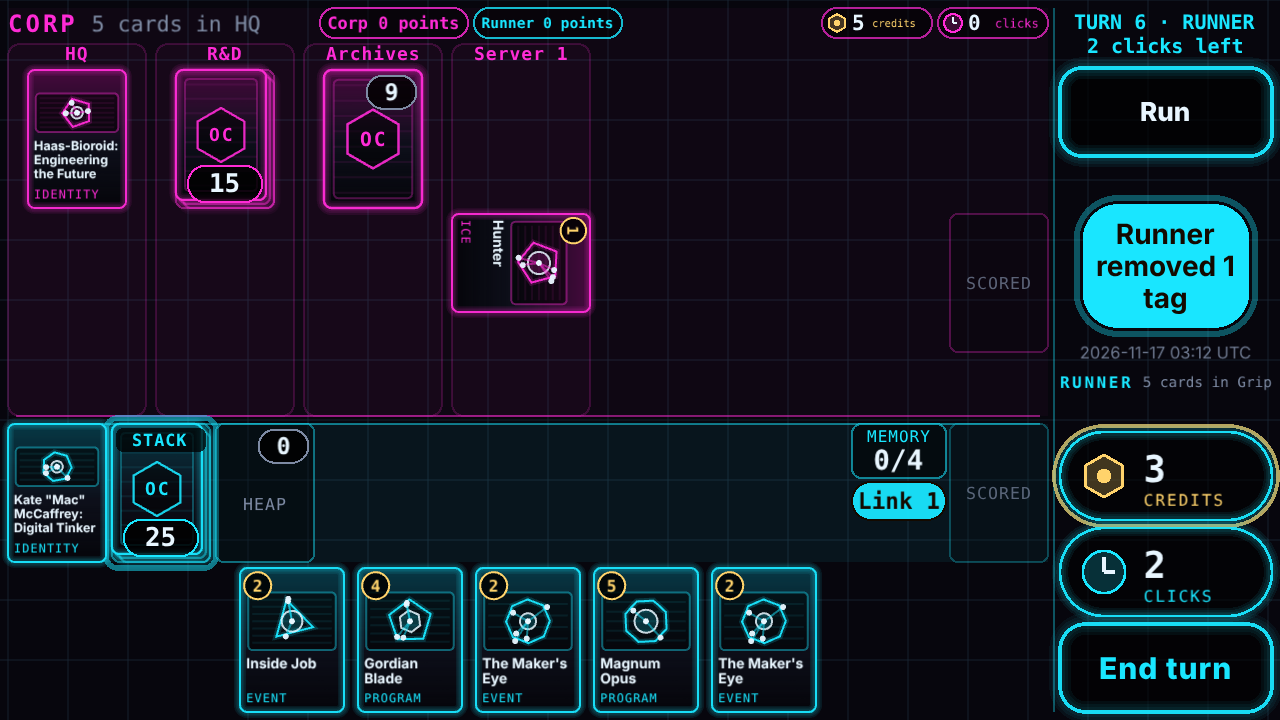 CORP 5 cards in HQ
Corp 0 points
Runner 0 points
5 credits
0 clicks
TURN 6 · RUNNER
2 clicks left
HQ
R&D
Archives
Server 1
Run
Haas-Bioroid:
Engineering
the Future
IDENTITY
OC
15
9
OC
ICE
Hunter
1
SCORED
Runner
removed 1
tag
2026-11-17 03:12 UTC
RUNNER 5 cards in Grip
Kate "Mac"
McCaffrey:
Digital Tinker
IDENTITY
STACK
OC
25
0
HEAP
MEMORY
0/4
Link 1
SCORED
3
CREDITS
2
CLICKS
End turn
2
Inside Job
EVENT
4
Gordian
Blade
PROGRAM
2
The Maker's
Eye
EVENT
5
Magnum
Opus
PROGRAM
2
The Maker's
Eye
EVENT